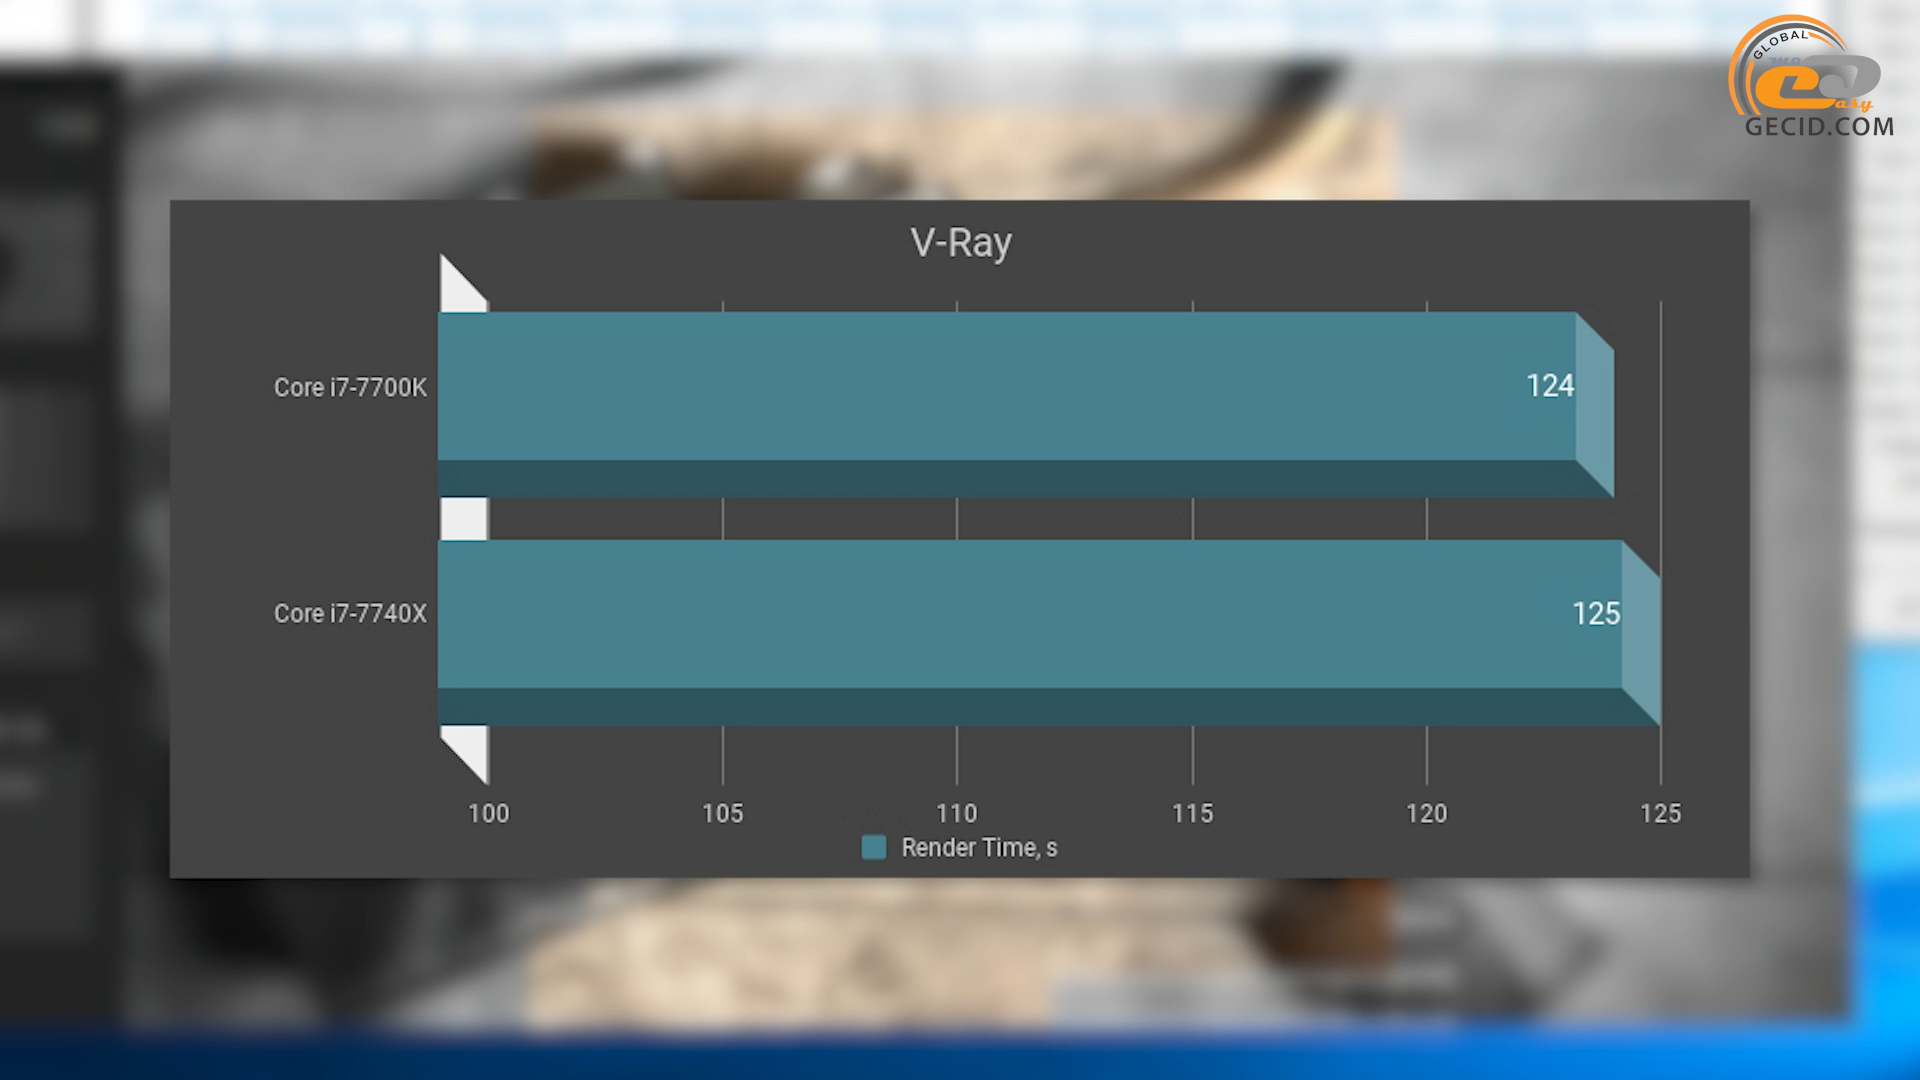 GLOBAL
asy
GECID.COM
V-Ray
Core i7-7700K
124
Core i7-7740X
125
100 105 110 115 120 125
Render Time, s